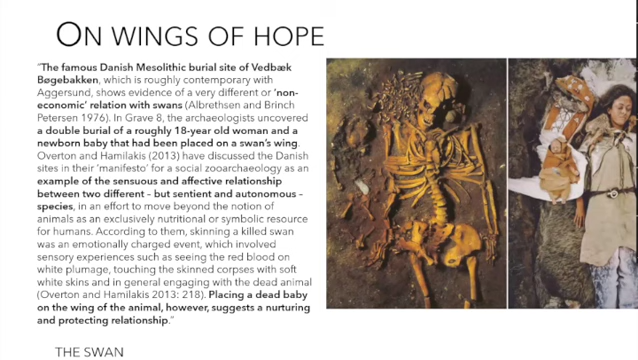 ON WINGS OF HOPE
"The famous Danish Mesolithic burial site of Vedbæk
Bøgebakken, which is roughly contemporary with
Aggersund, shows evidence of a very different or 'non-
economic' relation with swans (Albrethsen and Brinch
Petersen 1976). In Grave 8, the archaeologists uncovered
a double burial of a roughly 18-year old woman and a
newborn baby that had been placed on a swan's wing.
Overton and Hamilakis (2013) have discussed the Danish
sites in their 'manifesto' for a social zooarchaeology as an
example of the sensuous and affective relationship
between two different – but sentient and autonomous –
species, in an effort to move beyond the notion of
animals as an exclusively nutritional or symbolic resource
for humans. According to them, skinning a killed swan
was an emotionally charged event, which involved
sensory experiences such as seeing the red blood on
white plumage, touching the skinned corpses with soft
white skins and in general engaging with the dead animal
(Overton and Hamilakis 2013: 218). Placing a dead baby
on the wing of the animal, however, suggests a nurturing
and protecting relationship."
THE SWAN